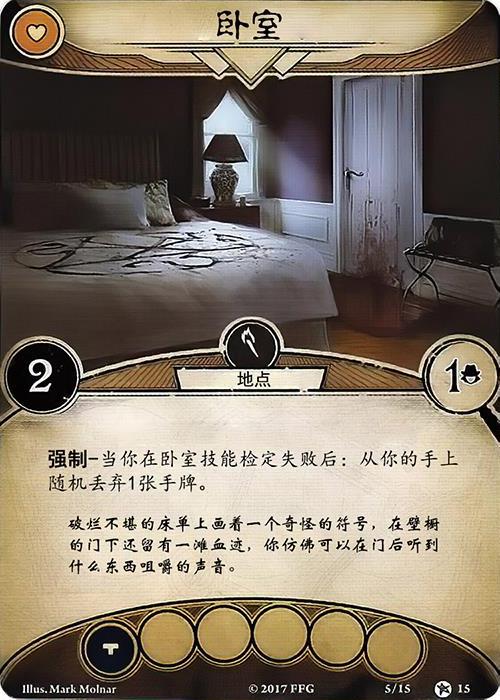 卧室
2
地点
1
强制-当你在卧室技能检定失败后：从你的手上
随机丢弃1张手牌。
破烂不堪的床单上画着一个奇怪的符号，在壁橱
的门下还留有一滩血迹，你仿佛可以在门后听到
什么东西咀嚼的声音。
Illus. Mark Molnar © 2017 FFG 5/15 15